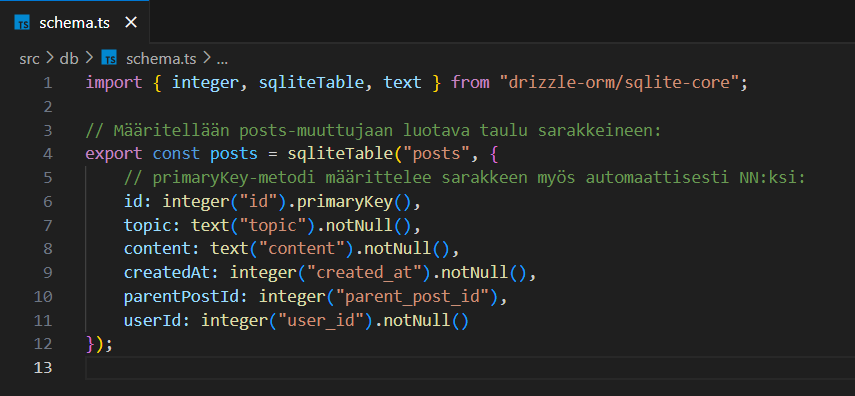 schema.ts
src > db > schema.ts > ...
1 import { integer, sqliteTable, text } from "drizzle-orm/sqlite-core";
2
3 // Määritellään posts-muuttujaan luotava taulu sarakkeineen:
4 export const posts = sqliteTable("posts", {
5 // primaryKey-metodi määrittelee sarakkeen myös automaattisesti NN:ksi:
6 id: integer("id").primaryKey(),
7 topic: text("topic").notNull(),
8 content: text("content").notNull(),
9 createdAt: integer("created_at").notNull(),
10 parentPostId: integer("parent_post_id"),
11 userId: integer("user_id").notNull()
12 });
13